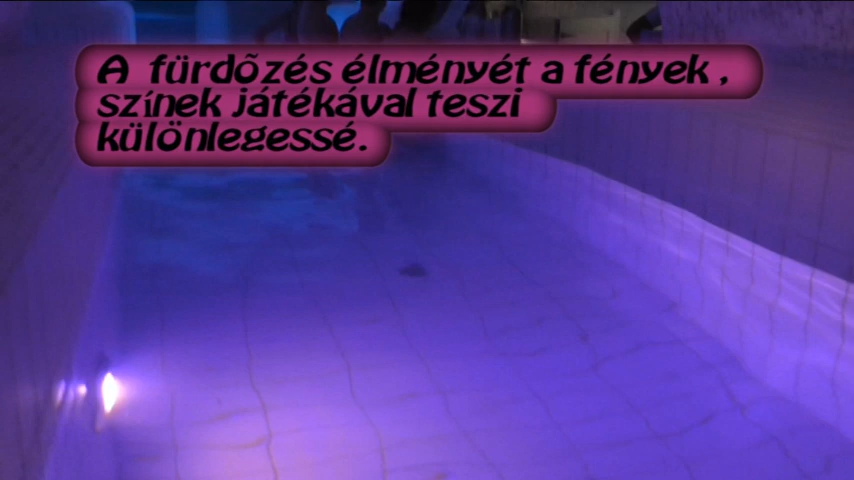 A fürdõzés élményét a fények ,
színek játékával teszi
különlegessé.